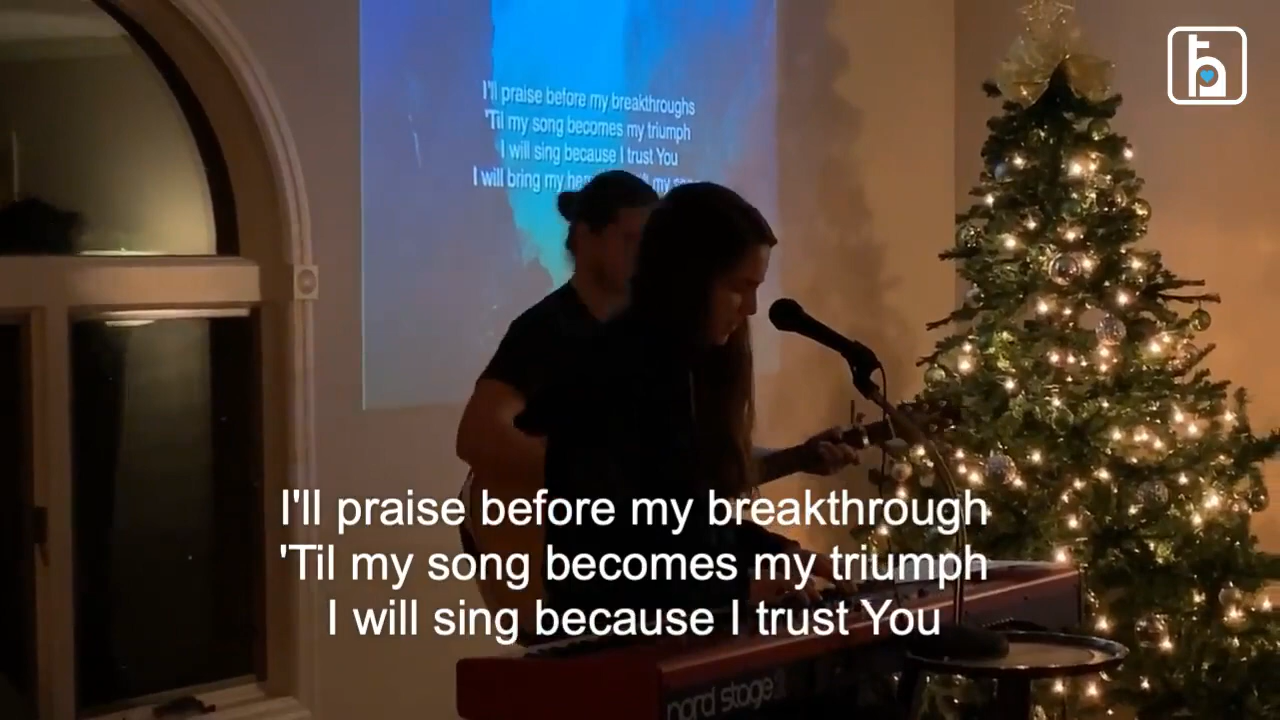 I'll praise before my breakthroughs
'Til my song becomes my triumph
I will sing because I trust You
I will bring my my
I'll praise before my breakthrough
'Til my song becomes my triumph
I will sing because I trust You
nord stage